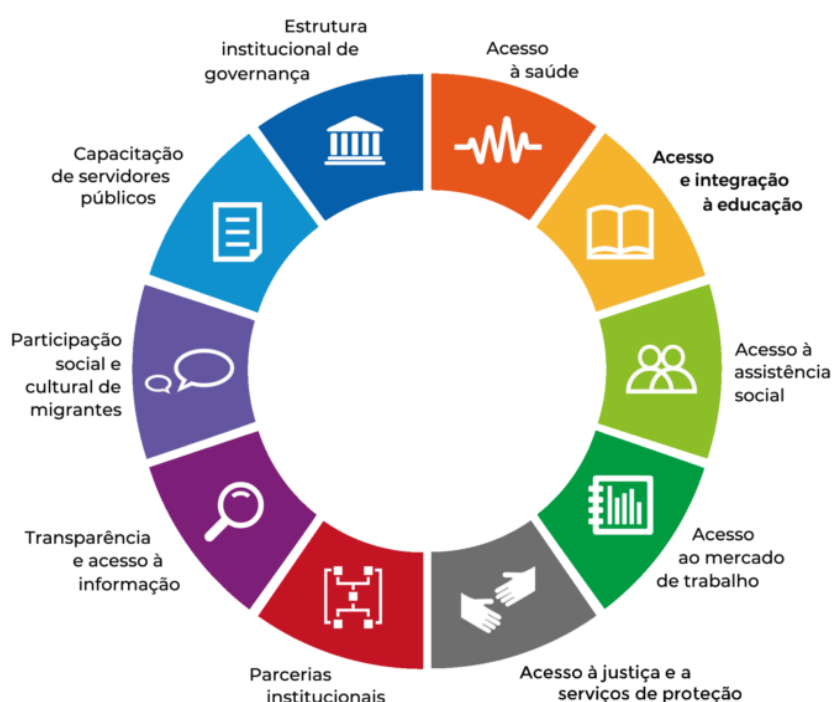 Estrutura
institucional de
governança
Acesso
à saúde
Acesso
e integração
à educação
Acesso à
assistência
social
Acesso
ao mercado
de trabalho
Acesso à justiça e a
serviços de proteção
Parcerias
institucionais
Transparência
e acesso à
informação
Participação
social e
cultural de
migrantes
Capacitação
de servidores
públicos